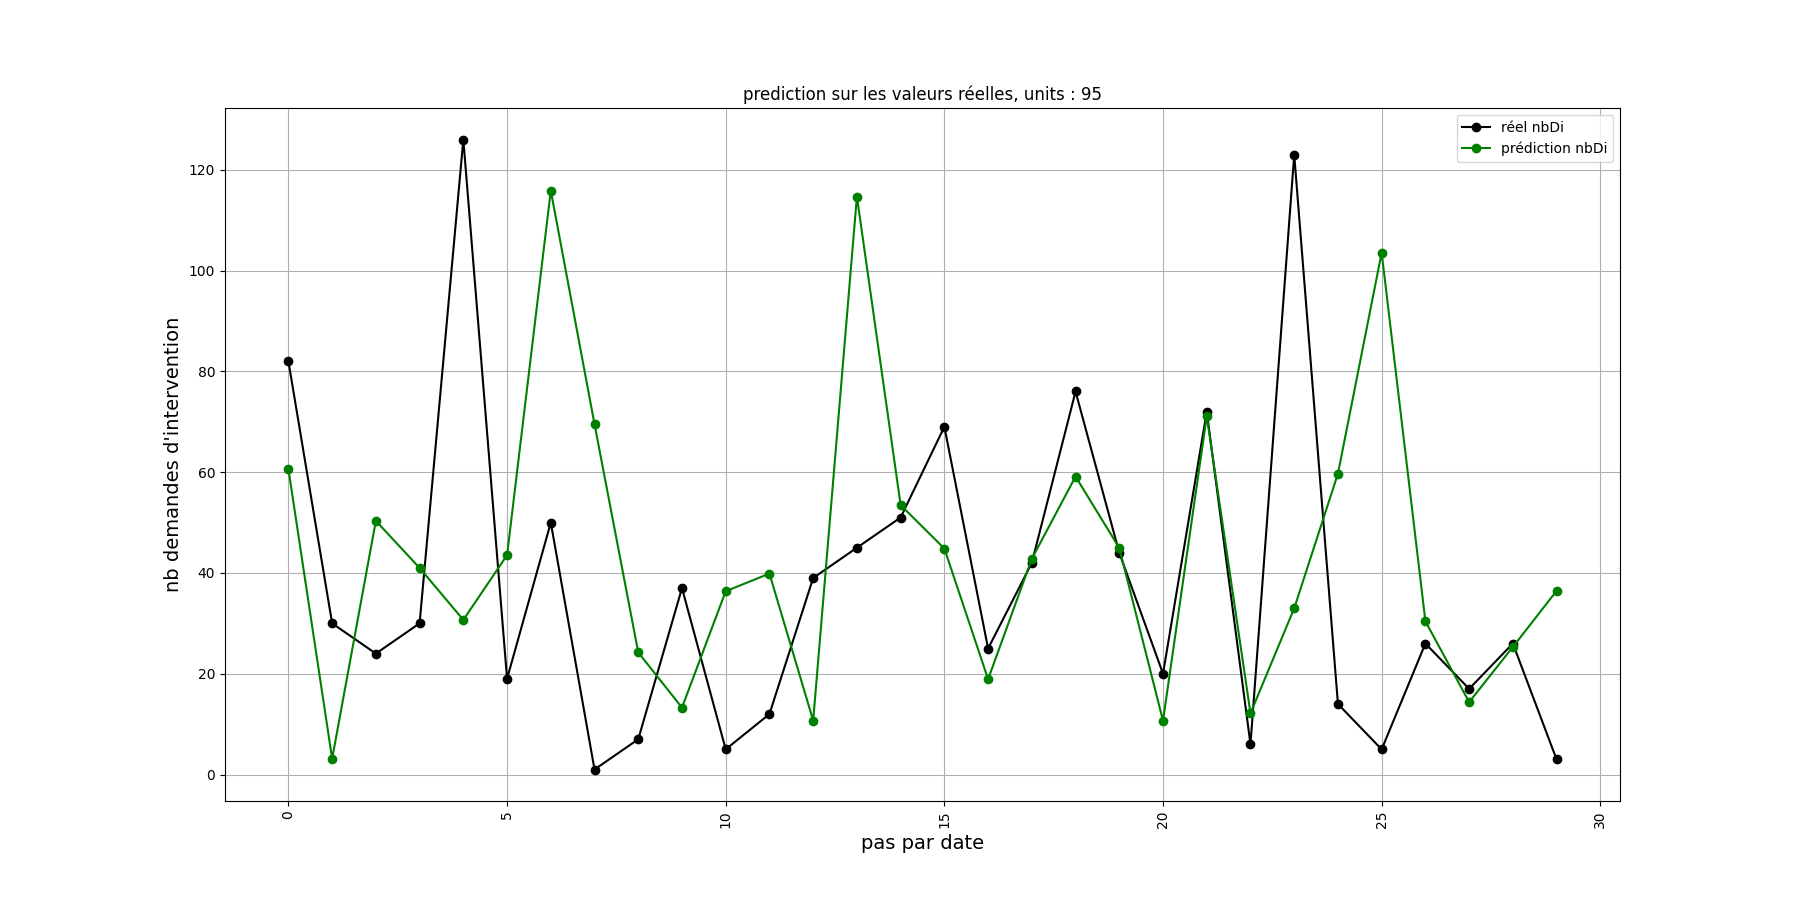 prediction sur les valeurs réelles, units : 95
réel nbDi
prédiction nbDi
nb demandes d'intervention
120
100
80
60
40
20
0
0
5
10
15
20
25
30
pas par date